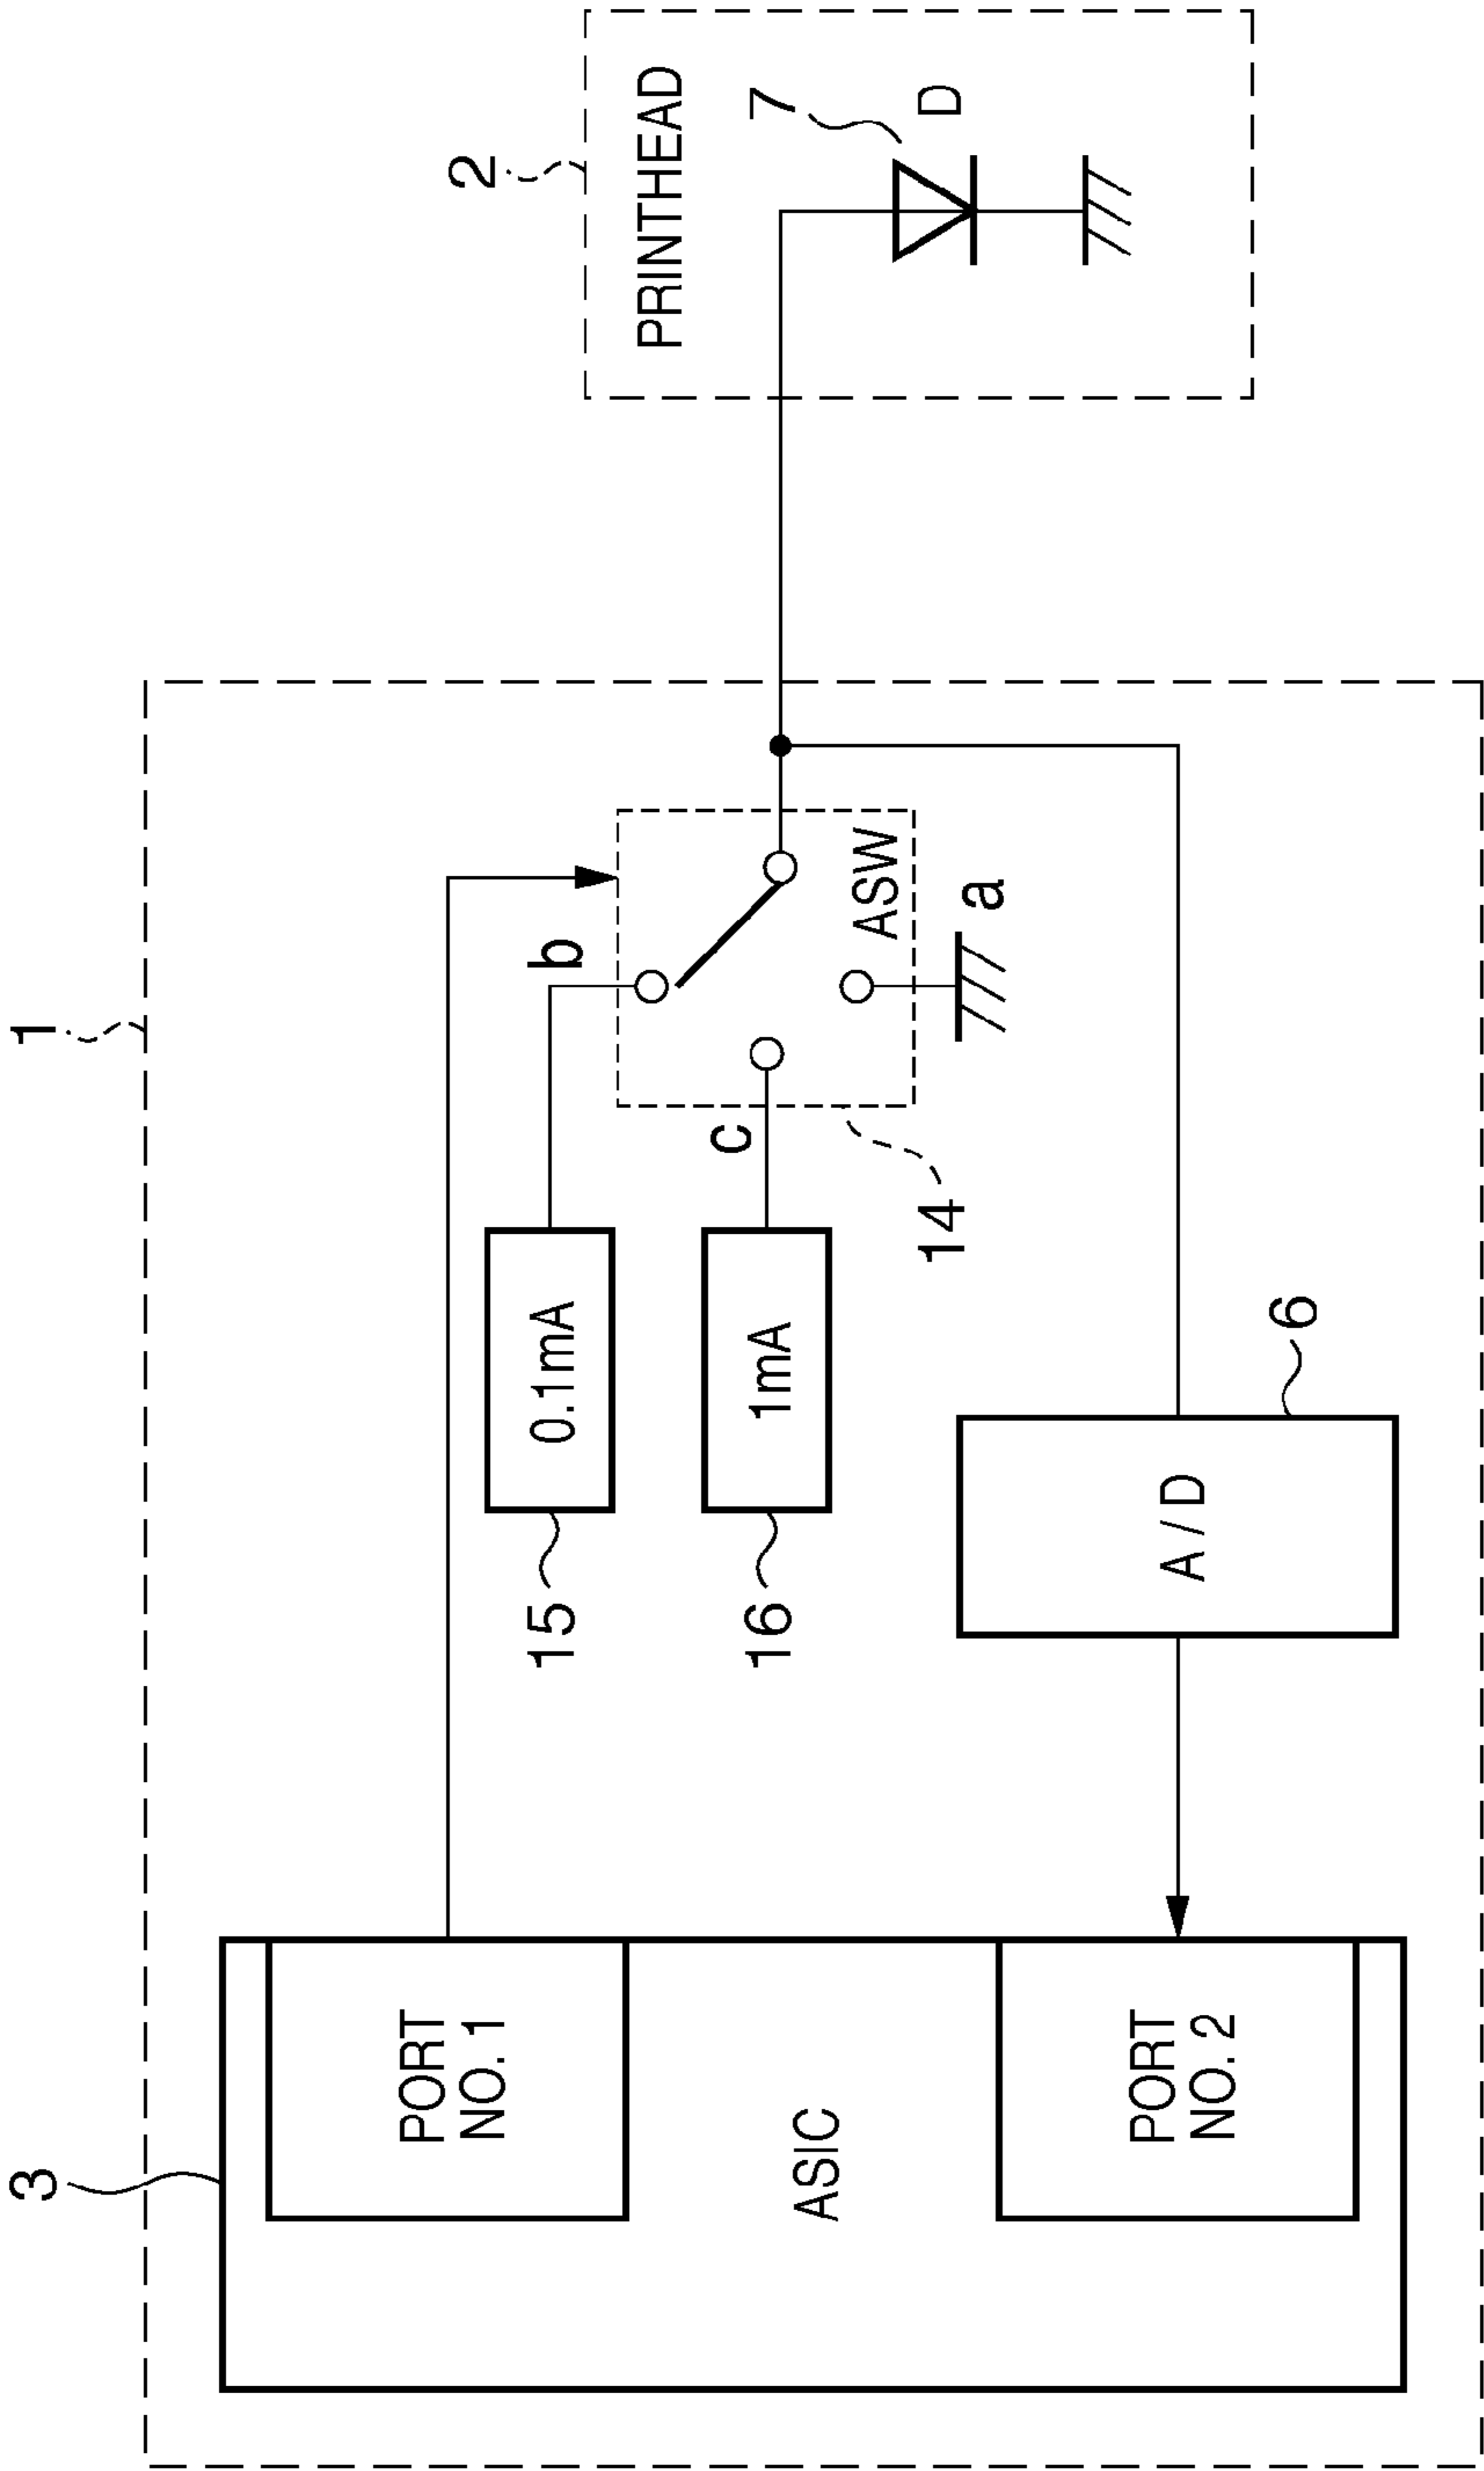 1
2
3
PRINTHEAD
7
D
PORT
NO. 1
ASIC
PORT
NO. 2
15
0.1mA
b
16
1mA
c
ASW
a
14
A / D
6